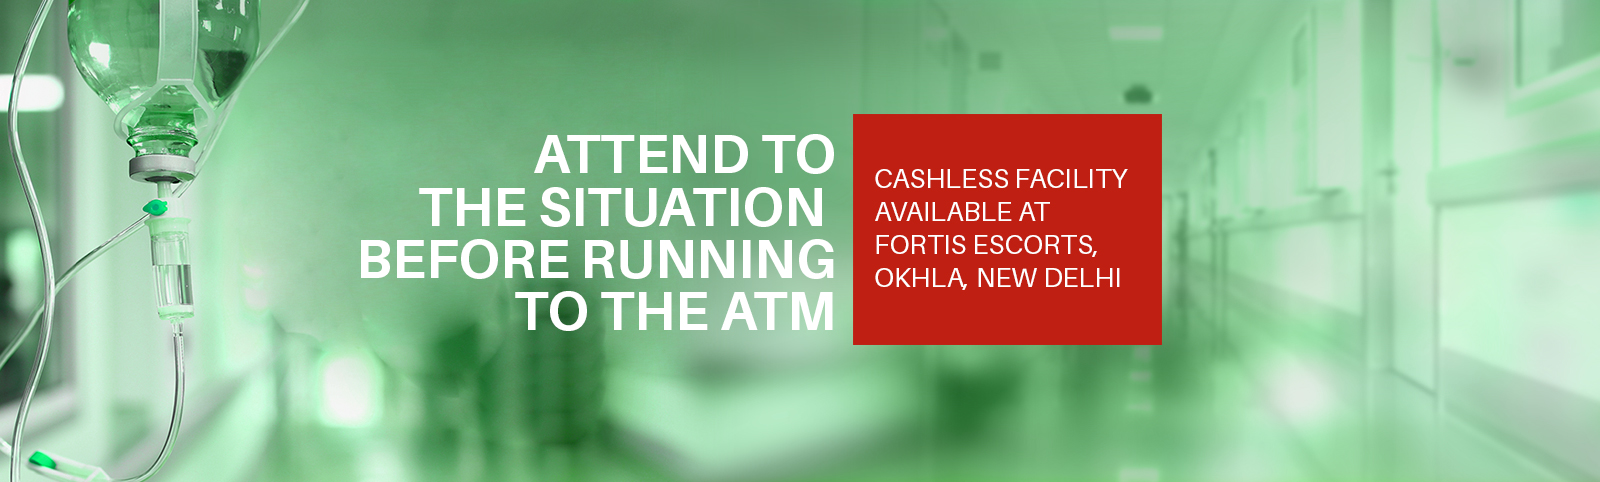 ATTEND TO
THE SITUATION
BEFORE RUNNING
TO THE ATM
CASHLESS FACILITY
AVAILABLE AT
FORTIS ESCORTS,
OKHLA, NEW DELHI